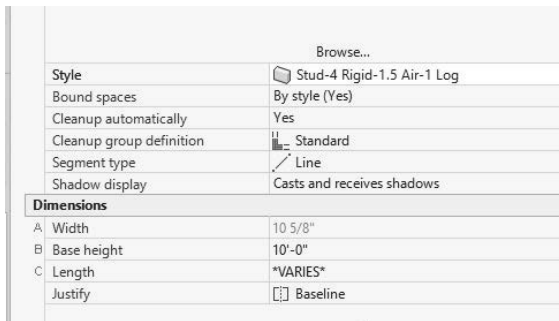 Browse...
Style Stud-4 Rigid-1.5 Air-1 Log
Bound spaces By style (Yes)
Cleanup automatically Yes
Cleanup group definition Standard
Segment type Line
Shadow display Casts and receives shadows
Dimensions
A Width 10 5/8"
B Base height 10'-0"
C Length *VARIES*
Justify Baseline